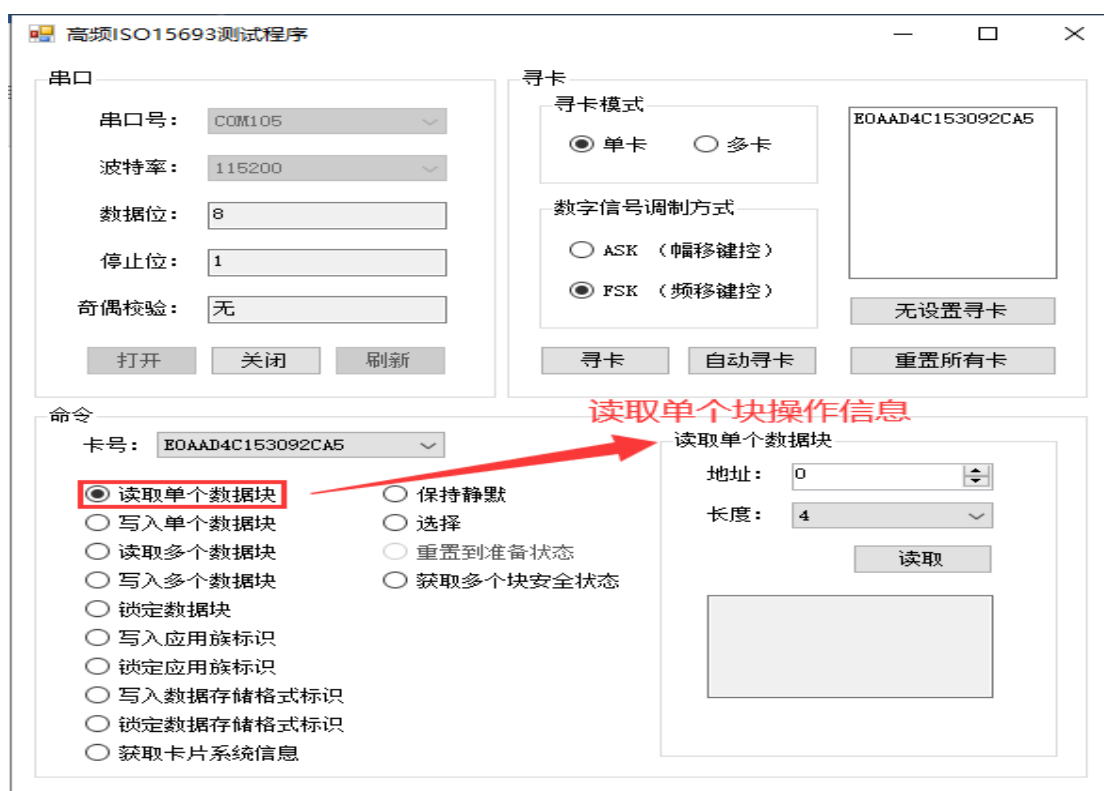 高频ISO15693测试程序
串口
串口号： COM105
波特率： 115200
数据位： 8
停止位： 1
奇偶校验： 无
打开 关闭 刷新
寻卡
寻卡模式
单卡 多卡
数字信号调制方式
ASK （幅移键控）
FSK （频移键控）
E0AAD4C153092CA5
无设置寻卡
寻卡 自动寻卡 重置所有卡
命令
卡号： E0AAD4C153092CA5
读取单个数据块
写入单个数据块
读取多个数据块
写入多个数据块
锁定数据块
写入应用族标识
锁定应用族标识
写入数据存储格式标识
锁定数据存储格式标识
获取卡片系统信息
保持静默
选择
重置到准备状态
获取多个块安全状态
读取单个块操作信息
读取单个数据块
地址： 0
长度： 4
读取